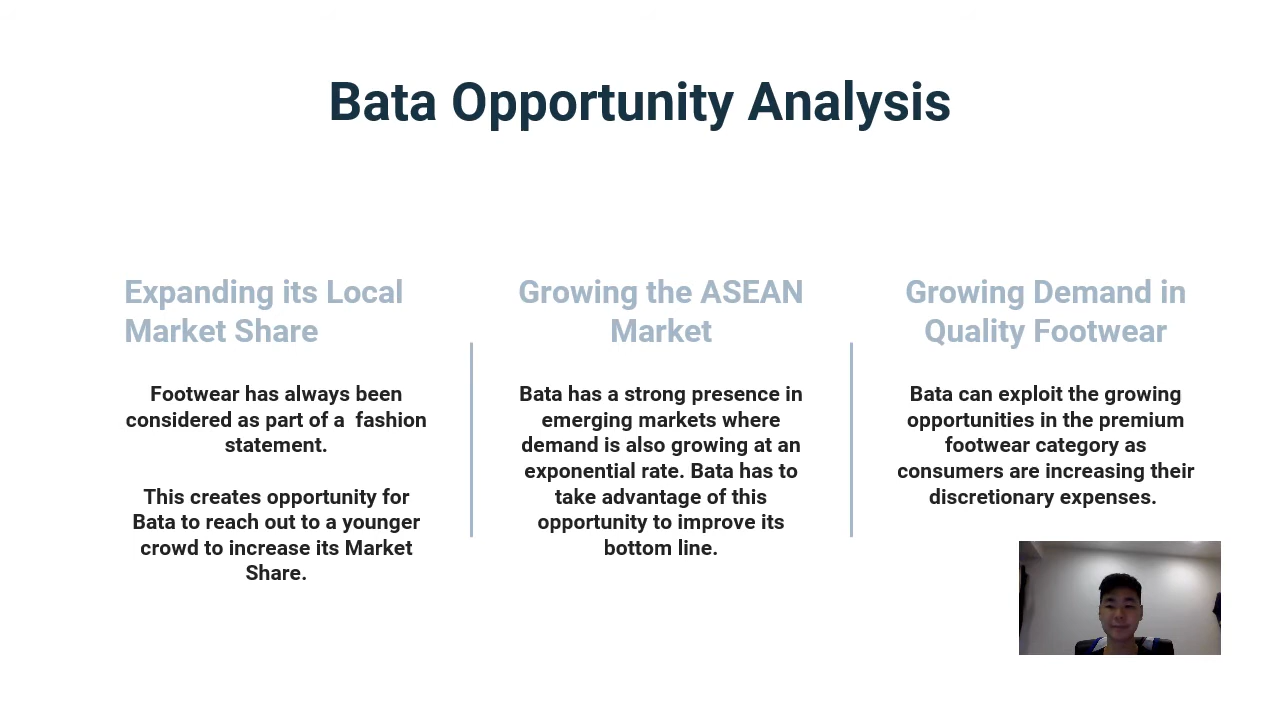 Bata Opportunity Analysis
Expanding its Local
Market Share
Footwear has always been
considered as part of a  fashion
statement.
This creates opportunity for
Bata to reach out to a younger
crowd to increase its Market
Share.
Growing the ASEAN
Market
Bata has a strong presence in
emerging markets where
demand is also growing at an
exponential rate. Bata has to
take advantage of this
opportunity to improve its
bottom line.
Growing Demand in
Quality Footwear
Bata can exploit the growing
opportunities in the premium
footwear category as
consumers are increasing their
discretionary expenses.